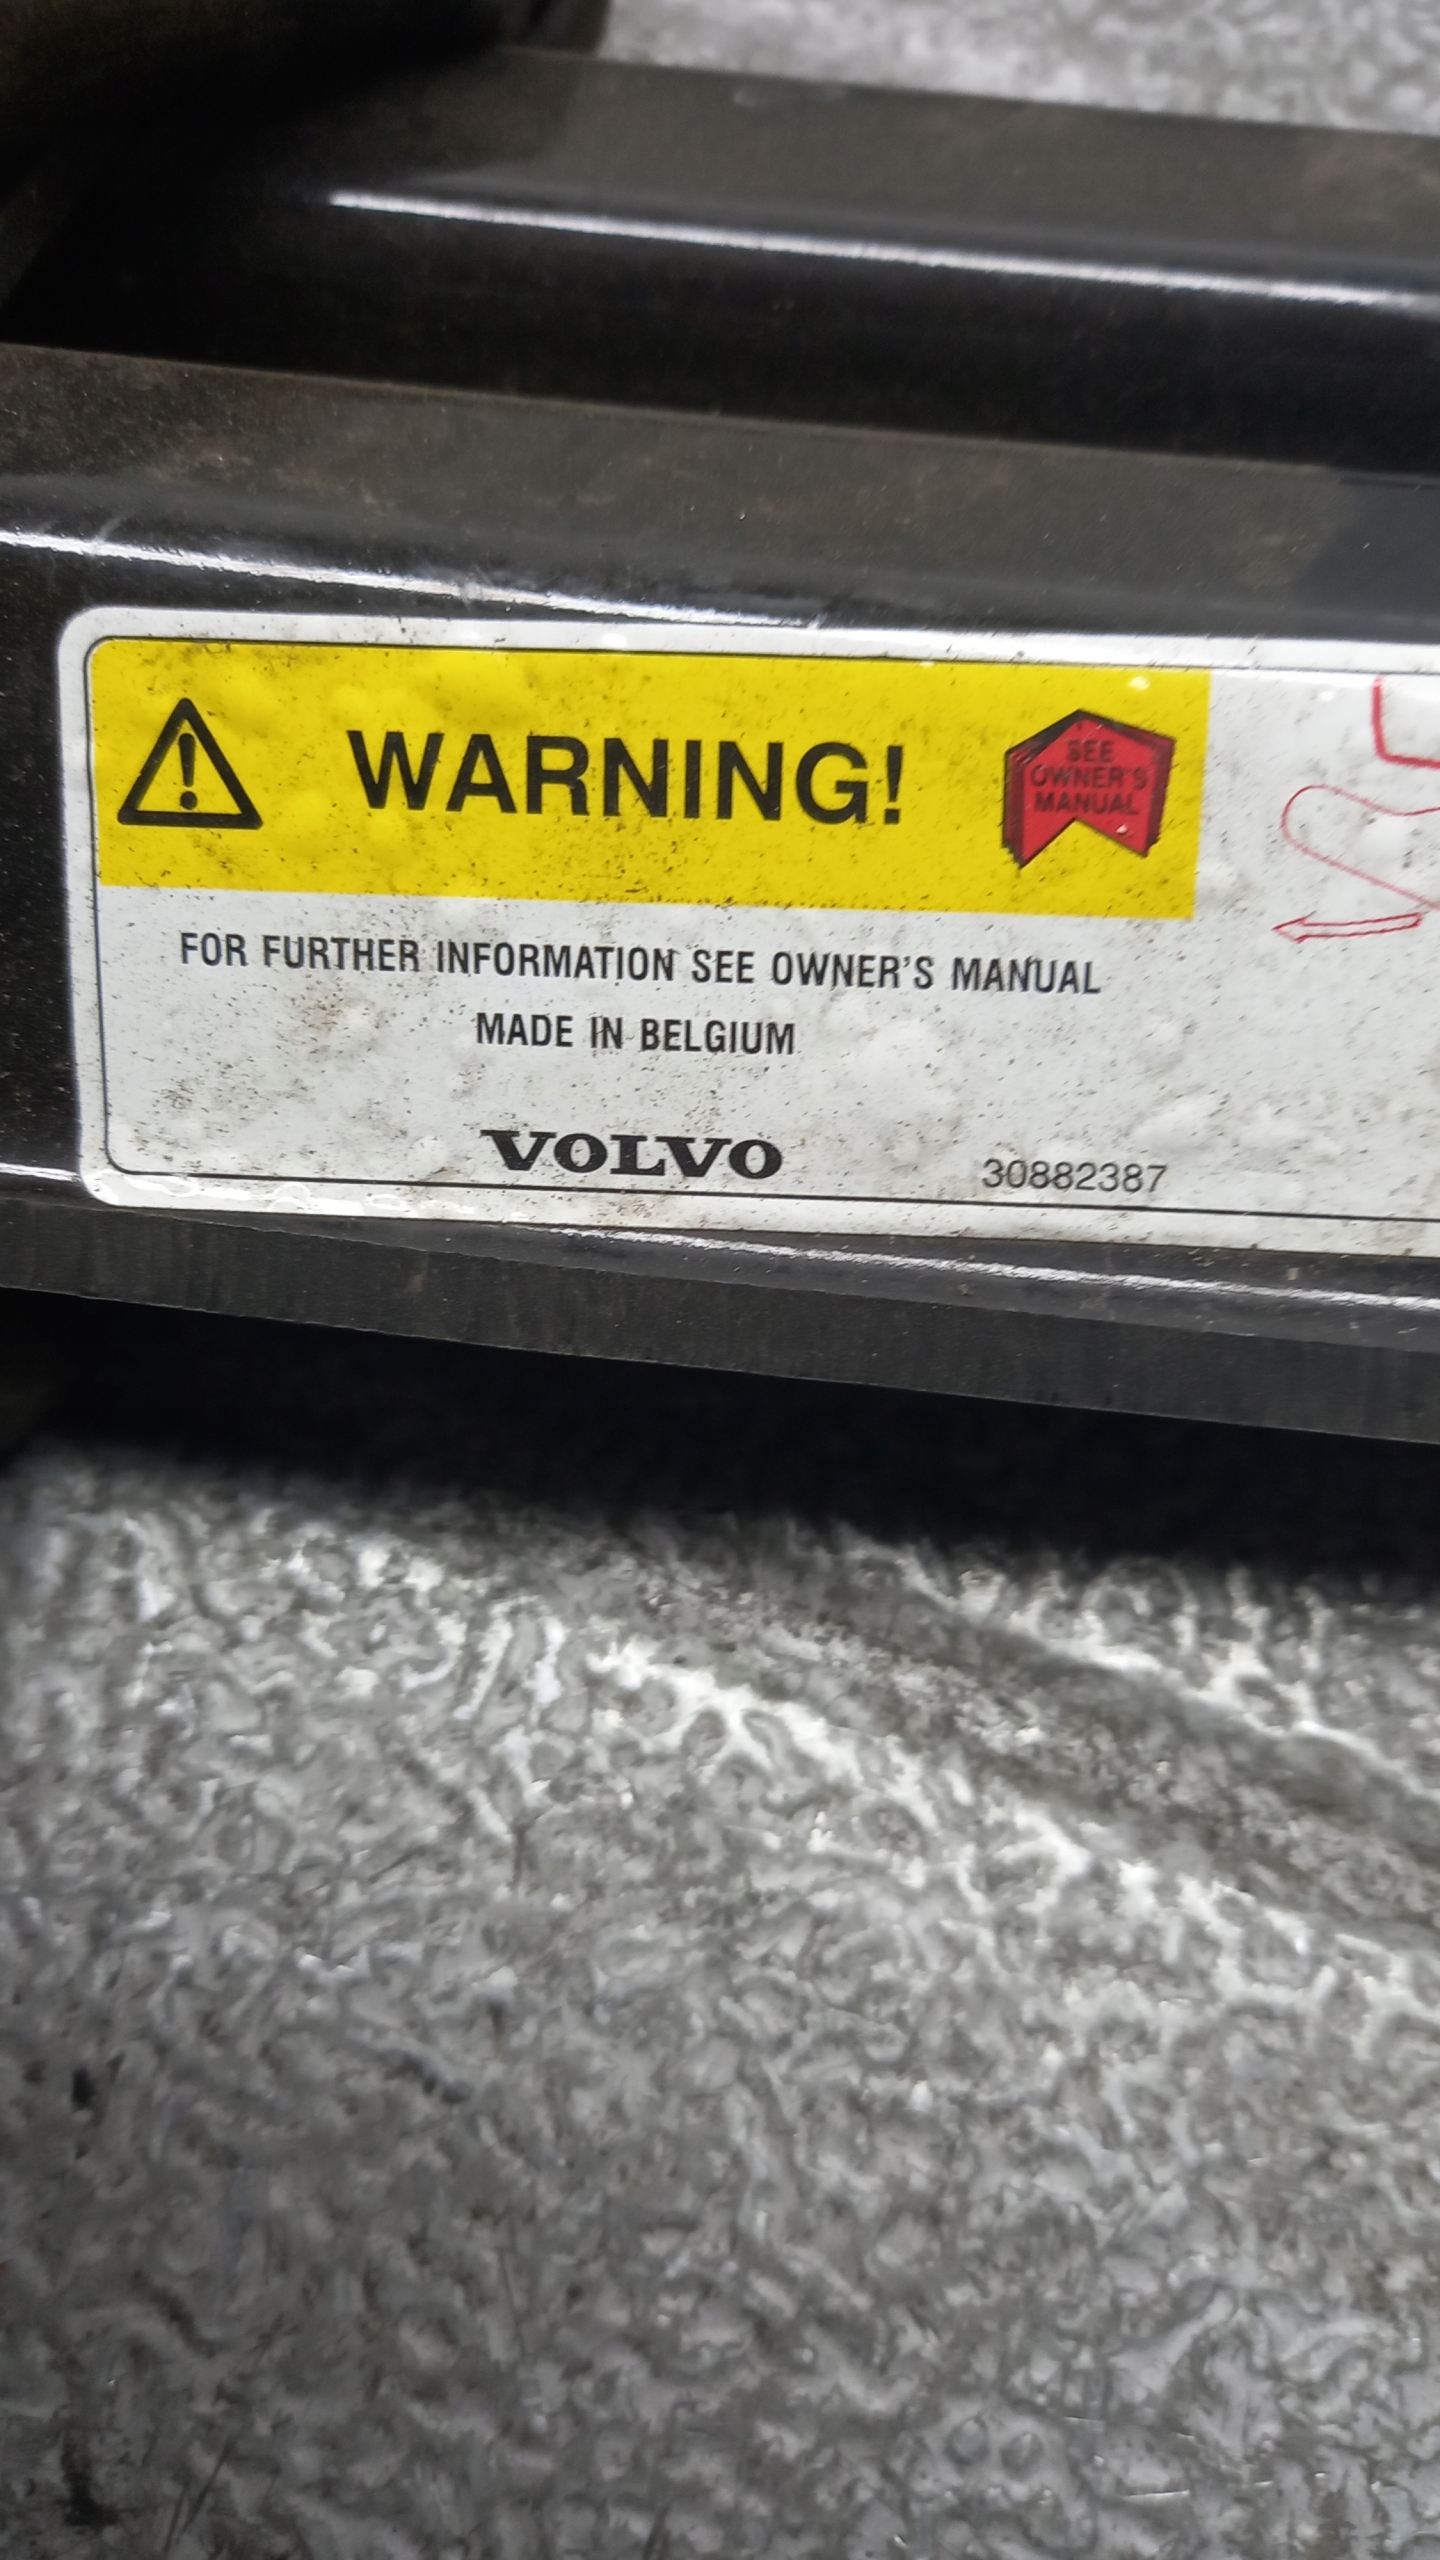 WARNING!
SEE
OWNER'S
MANUAL
FOR FURTHER INFORMATION SEE OWNER'S MANUAL
MADE IN BELGIUM
VOLVO
30882387